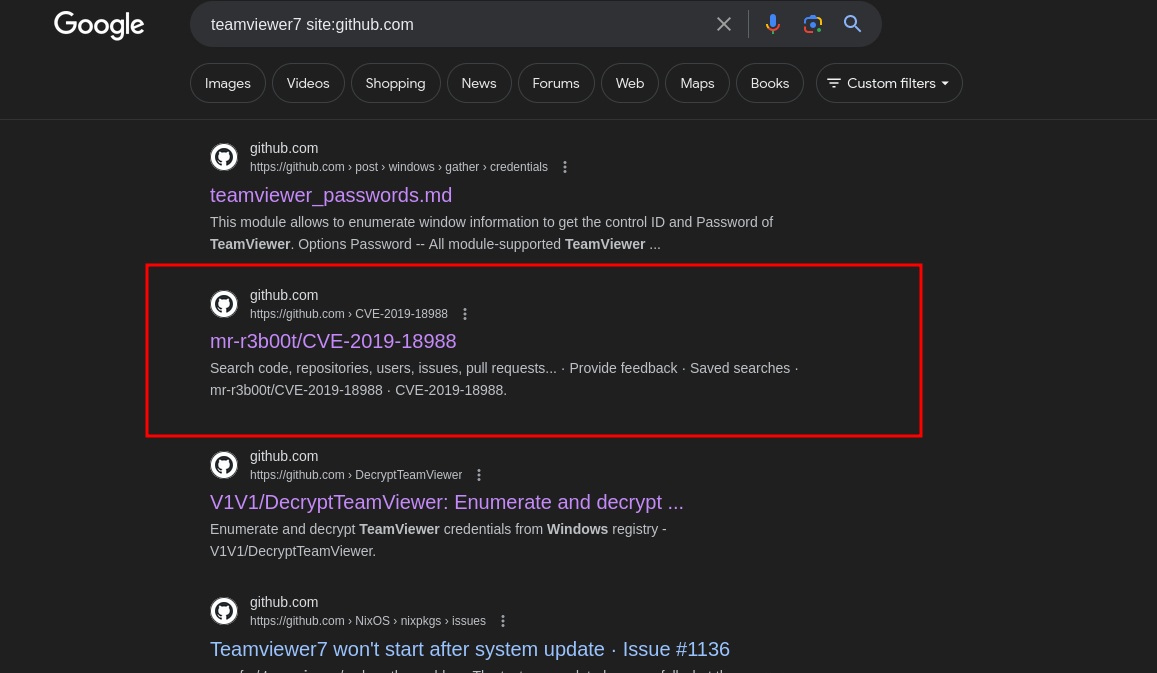 Google
teamviewer7 site:github.com
Images Videos Shopping News Forums Web Maps Books Custom filters
github.com
https://github.com › post › windows › gather › credentials
teamviewer_passwords.md
This module allows to enumerate window information to get the control ID and Password of
TeamViewer. Options Password -- All module-supported TeamViewer ...
github.com
https://github.com › CVE-2019-18988
mr-r3b00t/CVE-2019-18988
Search code, repositories, users, issues, pull requests... · Provide feedback · Saved searches ·
mr-r3b00t/CVE-2019-18988 · CVE-2019-18988.
github.com
https://github.com › DecryptTeamViewer
V1V1/DecryptTeamViewer: Enumerate and decrypt ...
Enumerate and decrypt TeamViewer credentials from Windows registry -
V1V1/DecryptTeamViewer.
github.com
https://github.com › NixOS › nixpkgs › issues
Teamviewer7 won't start after system update · Issue #1136